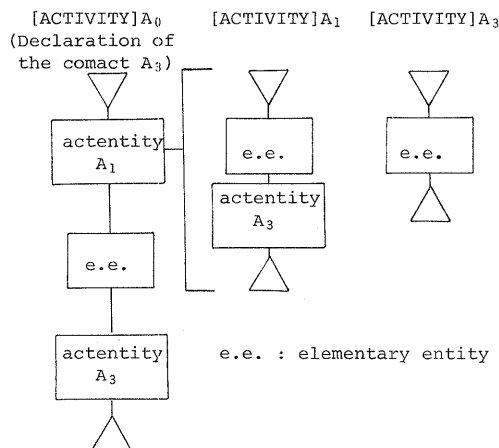 [ACTIVITY]A₀
(Declaration of
the comact A₃)
actentity
A₁
e.e.
actentity
A₃
[ACTIVITY]A₁
e.e.
actentity
A₃
[ACTIVITY]A₃
e.e.
e.e. : elementary entity